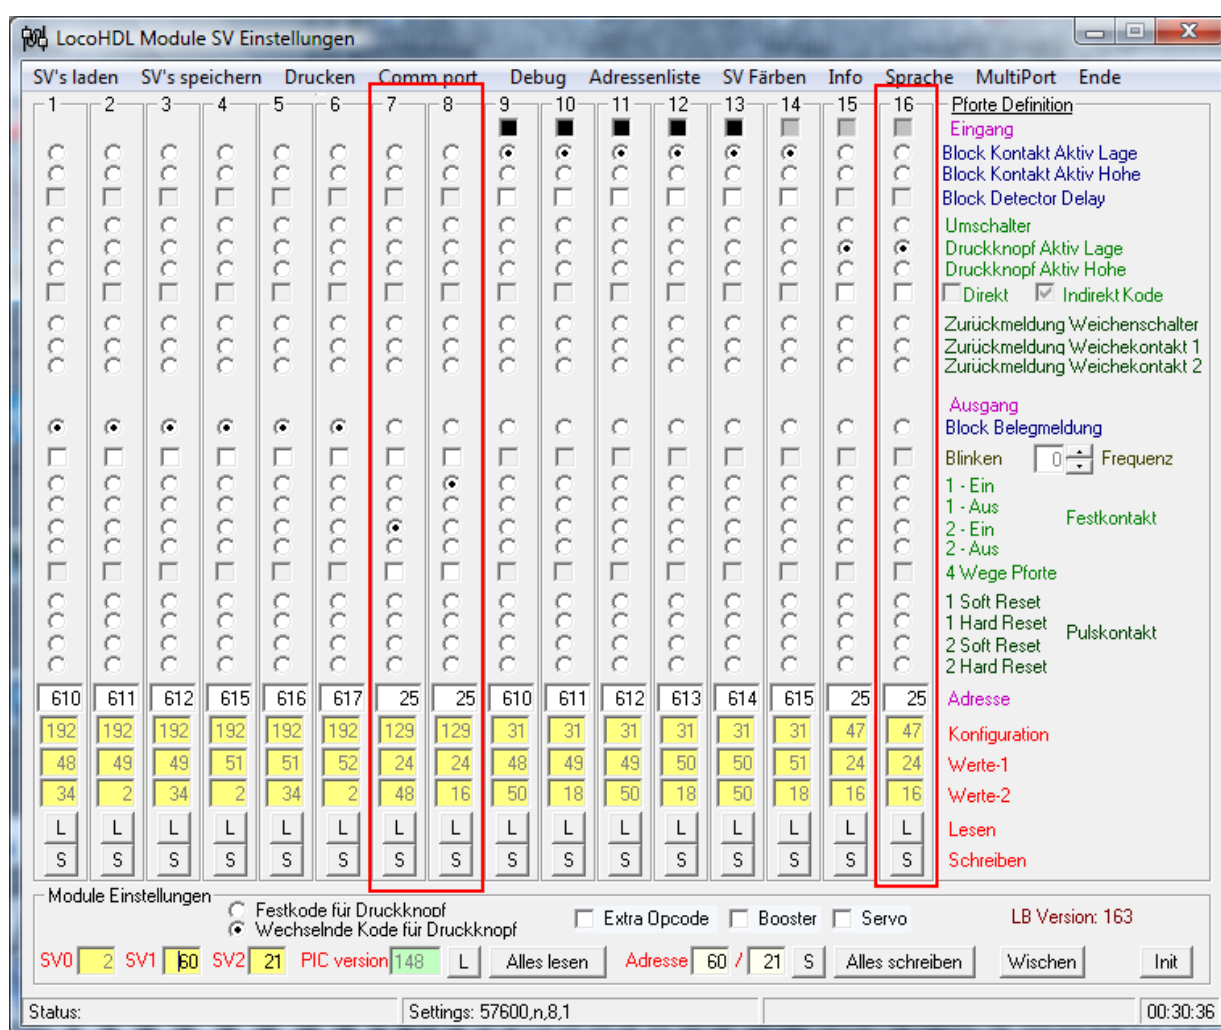 LocoHDL Module SV Einstellungen
SV's laden SV's speichern Drucken Comm port Debug Adressenliste SV Färben Info Sprache MultiPort Ende
1 2 3 4 5 6 7 8 9 10 11 12 13 14 15 16 Pforte Definition
Eingang
Block Kontakt Aktiv Lage
Block Kontakt Aktiv Hohe
Block Detector Delay
Umschalter
Druckknopf Aktiv Lage
Druckknopf Aktiv Hohe
Direkt Indirekt Kode
Zurückmeldung Weichenschalter
Zurückmeldung Weichekontakt 1
Zurückmeldung Weichekontakt 2
Ausgang
Block Belegmeldung
Blinken 0 Frequenz
1 - Ein
1 - Aus
Festkontakt
2 - Ein
2 - Aus
4 Wege Pforte
1 Soft Reset
1 Hard Reset
Pulskontakt
2 Soft Reset
2 Hard Reset
610 611 612 615 616 617 25 25 610 611 612 613 614 615 25 25 Adresse
192 192 192 192 192 192 129 129 31 31 31 31 31 31 47 47 Konfiguration
48 49 49 51 51 52 24 24 48 49 49 50 50 51 24 24 Werte-1
34 2 34 2 34 2 48 16 50 18 50 18 50 18 16 16 Werte-2
L L L L L L L L L L L L L L L L Lesen
S S S S S S S S S S S S S S S S Schreiben
Module Einstellungen
Festkode für Druckknopf
Wechselnde Kode für Druckknopf
Extra Opcode Booster Servo LB Version: 163
SV0 2 SV1 60 SV2 21 PIC version 148 L Alles lesen Adresse 60 / 21 S Alles schreiben Wischen Init
Status: Settings: 57600,n,8,1 00:30:36